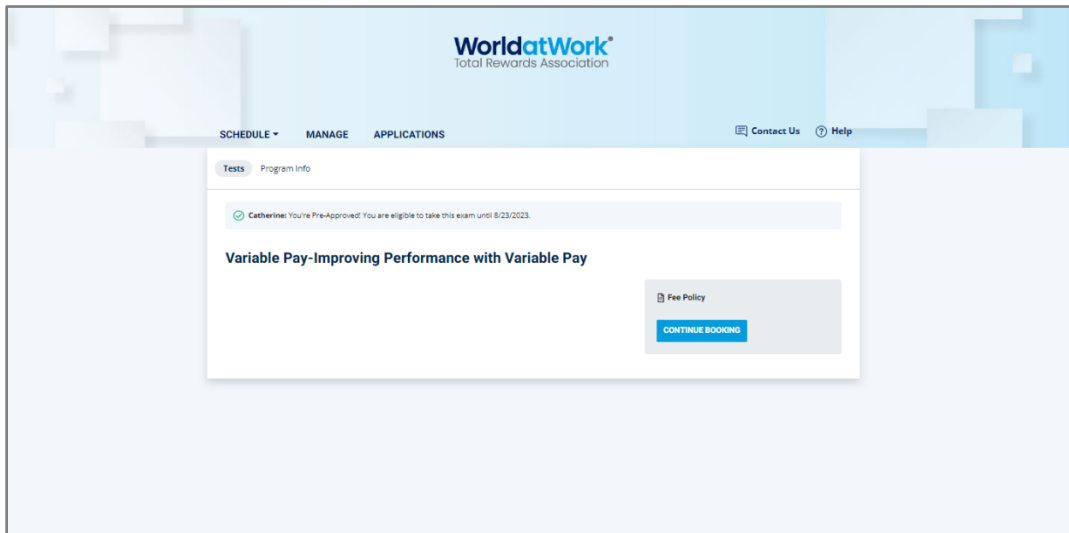 WorldatWork®
Total Rewards Association
SCHEDULE MANAGE APPLICATIONS Contact Us Help
Tests Program Info
Catherine: You're Pre-Approved! You are eligible to take this exam until 8/23/2023.
Variable Pay-Improving Performance with Variable Pay
Fee Policy
CONTINUE BOOKING